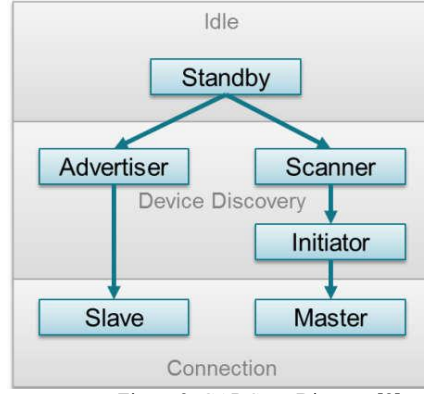 Idle
Standby
Advertiser Scanner
Device Discovery
Initiator
Slave Master
Connection